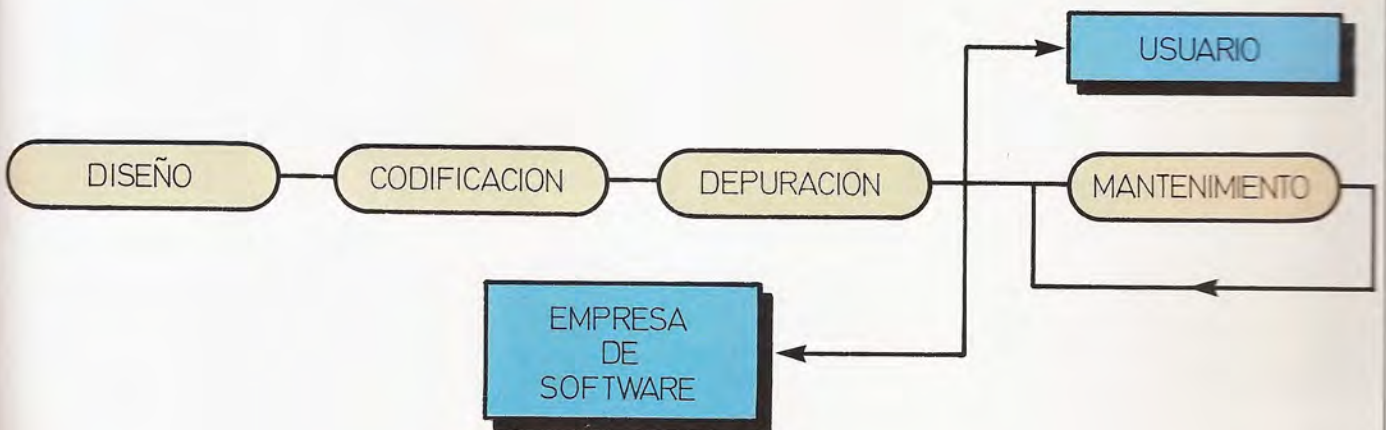 USUARIO
DISEÑO
CODIFICACION
DEPURACION
MANTENIMIENTO
EMPRESA
DE
SOFTWARE